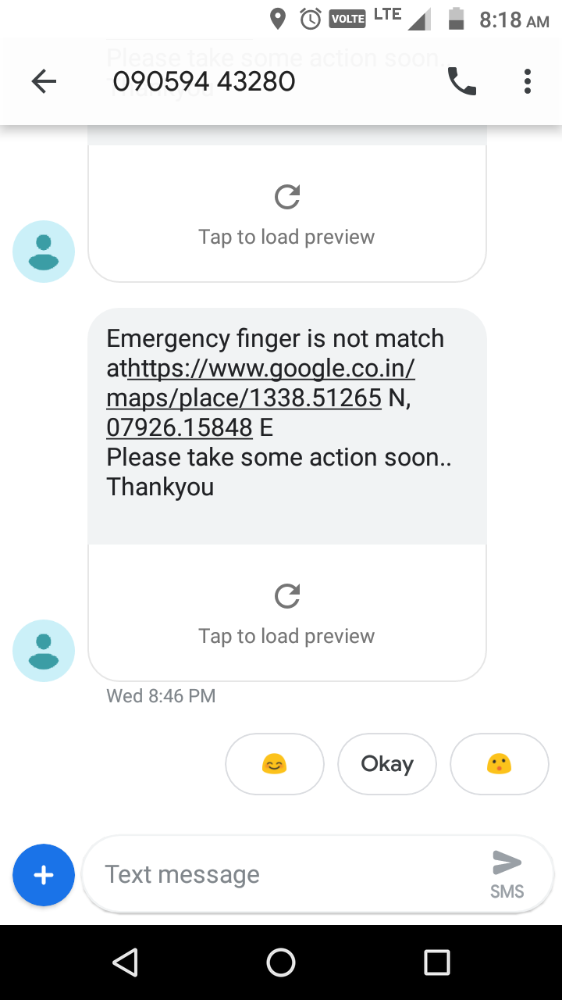 VOLTE LTE 8:18 AM
Please take some action soon..
Thankyou
090594 43280
Tap to load preview
Emergency finger is not match
athttps://www.google.co.in/
maps/place/1338.51265 N,
07926.15848 E
Please take some action soon..
Thankyou
Tap to load preview
Wed 8:46 PM
Okay
Text message
SMS